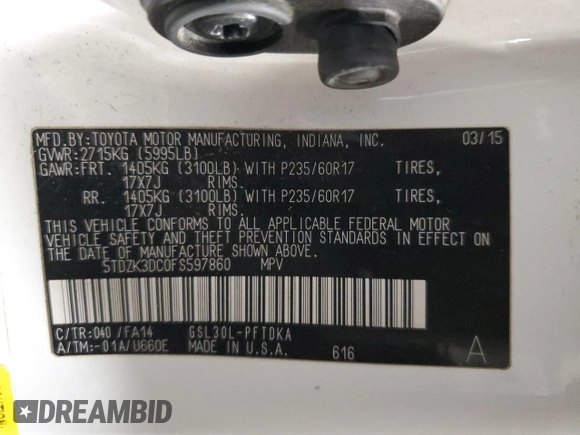 MFD.BY:TOYOTA MOTOR MANUFACTURING, INDIANA, INC. 03/15
GVWR:2715KG (5995LB)
GAWR:FRT. 1405KG (3100LB) WITH P235/60R17 TIRES,
17X7J RIMS.
RR. 1405KG (3100LB) WITH P235/60R17 TIRES,
17X7J RIMS.
THIS VEHICLE CONFORMS TO ALL APPLICABLE FEDERAL MOTOR
VEHICLE SAFETY AND THEFT PREVENTION STANDARDS IN EFFECT ON
THE DATE OF MANUFACTURE SHOWN ABOVE.
5TDZK3DC0FS597860 MPV
C/TR:040 /FA14 GSL30L-PFTDKA
A/TM:-01A/U660E MADE IN U.S.A. 616 A
DREAMBID